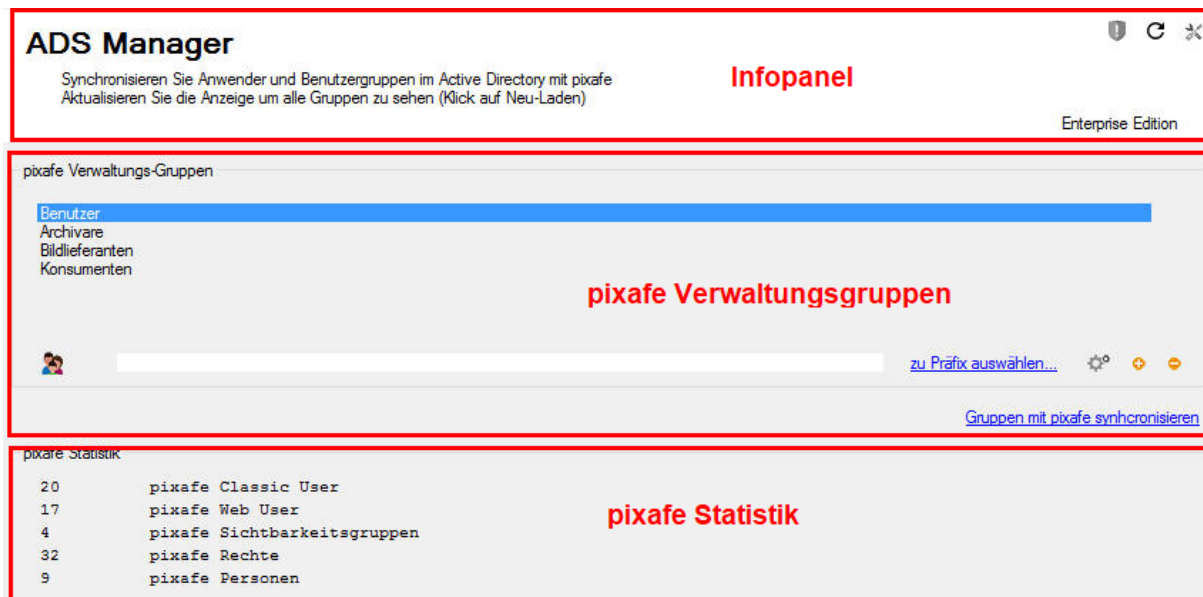 ADS Manager
Synchronisieren Sie Anwender und Benutzergruppen im Active Directory mit pixafe
Aktualisieren Sie die Anzeige um alle Gruppen zu sehen (Klick auf Neu-Laden)
Infopanel
Enterprise Edition
pixafe Verwaltungs-Gruppen
Benutzer
Archivare
Bildlieferanten
Konsumenten
pixafe Verwaltungsgruppen
zu Präfix auswählen...
Gruppen mit pixafe synhcronisieren
pixafe Statistik
20 pixafe Classic User
17 pixafe Web User
pixafe Statistik
4 pixafe Sichtbarkeitsgruppen
32 pixafe Rechte
9 pixafe Personen